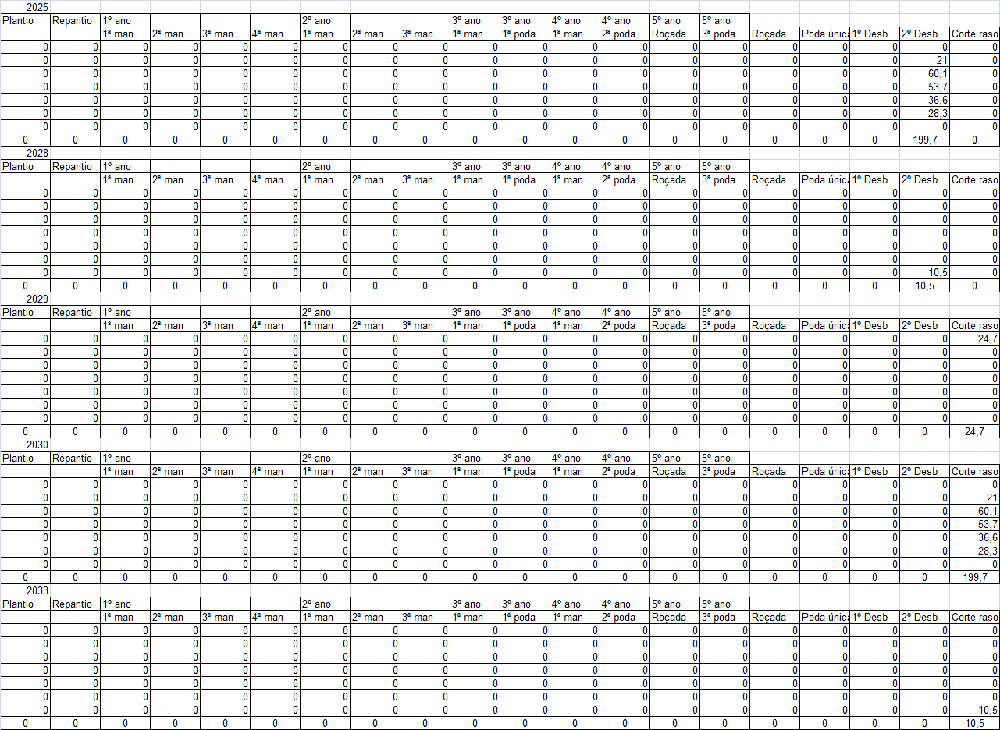 2025
Plantio Repantio 1º ano 2º ano 3º ano 3º ano 4º ano 4º ano 5º ano 5º ano
1ª man 2ª man 3ª man 4ª man 1ª man 2ª man 3ª man 1ª man 1ª poda 1ª man 2ª poda Roçada 3ª poda Roçada Poda única 1º Desb 2º Desb Corte raso
0 0 0 0 0 0 0 0 0 0 0 0 0 0 0 0 0 0 0 0
0 0 0 0 0 0 0 0 0 0 0 0 0 0 0 0 0 0 21 0
0 0 0 0 0 0 0 0 0 0 0 0 0 0 0 0 0 0 60,1 0
0 0 0 0 0 0 0 0 0 0 0 0 0 0 0 0 0 0 53,7 0
0 0 0 0 0 0 0 0 0 0 0 0 0 0 0 0 0 0 36,6 0
0 0 0 0 0 0 0 0 0 0 0 0 0 0 0 0 0 0 28,3 0
0 0 0 0 0 0 0 0 0 0 0 0 0 0 0 0 0 0 0 0
0 0 0 0 0 0 0 0 0 0 0 0 0 0 0 0 0 0 199,7 0
2028
Plantio Repantio 1º ano 2º ano 3º ano 3º ano 4º ano 4º ano 5º ano 5º ano
1ª man 2ª man 3ª man 4ª man 1ª man 2ª man 3ª man 1ª man 1ª poda 1ª man 2ª poda Roçada 3ª poda Roçada Poda única 1º Desb 2º Desb Corte raso
0 0 0 0 0 0 0 0 0 0 0 0 0 0 0 0 0 0 0 0
0 0 0 0 0 0 0 0 0 0 0 0 0 0 0 0 0 0 0 0
0 0 0 0 0 0 0 0 0 0 0 0 0 0 0 0 0 0 0 0
0 0 0 0 0 0 0 0 0 0 0 0 0 0 0 0 0 0 0 0
0 0 0 0 0 0 0 0 0 0 0 0 0 0 0 0 0 0 0 0
0 0 0 0 0 0 0 0 0 0 0 0 0 0 0 0 0 0 0 0
0 0 0 0 0 0 0 0 0 0 0 0 0 0 0 0 0 0 10,5 0
0 0 0 0 0 0 0 0 0 0 0 0 0 0 0 0 0 0 10,5 0
2029
Plantio Repantio 1º ano 2º ano 3º ano 3º ano 4º ano 4º ano 5º ano 5º ano
1ª man 2ª man 3ª man 4ª man 1ª man 2ª man 3ª man 1ª man 1ª poda 1ª man 2ª poda Roçada 3ª poda Roçada Poda única 1º Desb 2º Desb Corte raso
0 0 0 0 0 0 0 0 0 0 0 0 0 0 0 0 0 0 0 24,7
0 0 0 0 0 0 0 0 0 0 0 0 0 0 0 0 0 0 0 0
0 0 0 0 0 0 0 0 0 0 0 0 0 0 0 0 0 0 0 0
0 0 0 0 0 0 0 0 0 0 0 0 0 0 0 0 0 0 0 0
0 0 0 0 0 0 0 0 0 0 0 0 0 0 0 0 0 0 0 0
0 0 0 0 0 0 0 0 0 0 0 0 0 0 0 0 0 0 0 0
0 0 0 0 0 0 0 0 0 0 0 0 0 0 0 0 0 0 0 0
0 0 0 0 0 0 0 0 0 0 0 0 0 0 0 0 0 0 0 24,7
2030
Plantio Repantio 1º ano 2º ano 3º ano 3º ano 4º ano 4º ano 5º ano 5º ano
1ª man 2ª man 3ª man 4ª man 1ª man 2ª man 3ª man 1ª man 1ª poda 1ª man 2ª poda Roçada 3ª poda Roçada Poda única 1º Desb 2º Desb Corte raso
0 0 0 0 0 0 0 0 0 0 0 0 0 0 0 0 0 0 0 0
0 0 0 0 0 0 0 0 0 0 0 0 0 0 0 0 0 0 0 21
0 0 0 0 0 0 0 0 0 0 0 0 0 0 0 0 0 0 0 60,1
0 0 0 0 0 0 0 0 0 0 0 0 0 0 0 0 0 0 0 53,7
0 0 0 0 0 0 0 0 0 0 0 0 0 0 0 0 0 0 0 36,6
0 0 0 0 0 0 0 0 0 0 0 0 0 0 0 0 0 0 0 28,3
0 0 0 0 0 0 0 0 0 0 0 0 0 0 0 0 0 0 0 0
0 0 0 0 0 0 0 0 0 0 0 0 0 0 0 0 0 0 0 199,7
2033
Plantio Repantio 1º ano 2º ano 3º ano 3º ano 4º ano 4º ano 5º ano 5º ano
1ª man 2ª man 3ª man 4ª man 1ª man 2ª man 3ª man 1ª man 1ª poda 1ª man 2ª poda Roçada 3ª poda Roçada Poda única 1º Desb 2º Desb Corte raso
0 0 0 0 0 0 0 0 0 0 0 0 0 0 0 0 0 0 0 0
0 0 0 0 0 0 0 0 0 0 0 0 0 0 0 0 0 0 0 0
0 0 0 0 0 0 0 0 0 0 0 0 0 0 0 0 0 0 0 0
0 0 0 0 0 0 0 0 0 0 0 0 0 0 0 0 0 0 0 0
0 0 0 0 0 0 0 0 0 0 0 0 0 0 0 0 0 0 0 0
0 0 0 0 0 0 0 0 0 0 0 0 0 0 0 0 0 0 0 0
0 0 0 0 0 0 0 0 0 0 0 0 0 0 0 0 0 0 0 10,5
0 0 0 0 0 0 0 0 0 0 0 0 0 0 0 0 0 0 0 10,5